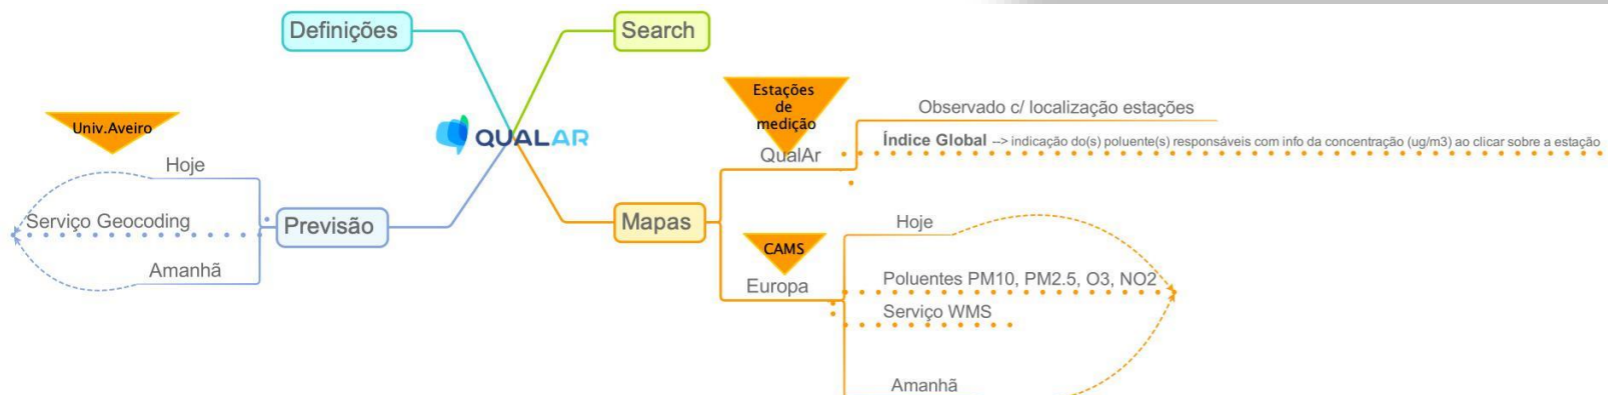 Definições
Search
Estações
de
medição
Observado c/ localização estações
Univ.Aveiro
QUALAR
Índice Global --> indicação do(s) poluente(s) responsáveis com info da concentração (ug/m3) ao clicar sobre a estação
QualAr
Hoje
Serviço Geocoding
Previsão
Mapas
Hoje
CAMS
Amanhã
Europa
Poluentes PM10, PM2.5, O3, NO2
Serviço WMS
Amanhã